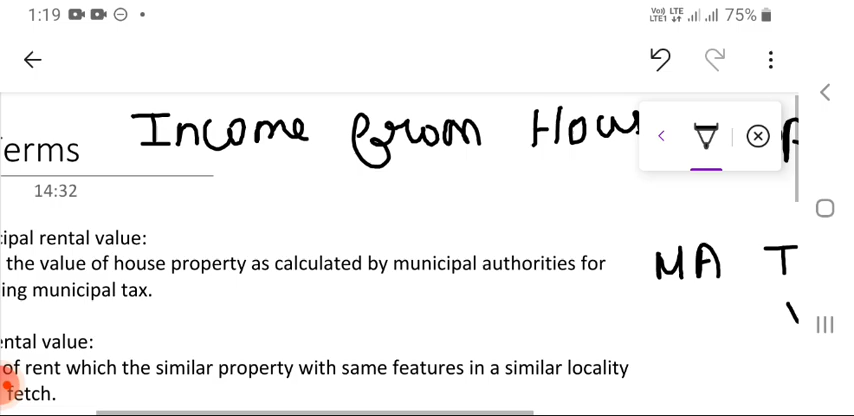 1:19 75%
Vo)) LTE
LTE1
Income from Hous
erms
14:32
ipal rental value:
the value of house property as calculated by municipal authorities for
MA T
ing municipal tax.
ental value:
of rent which the similar property with same features in a similar locality
fetch.